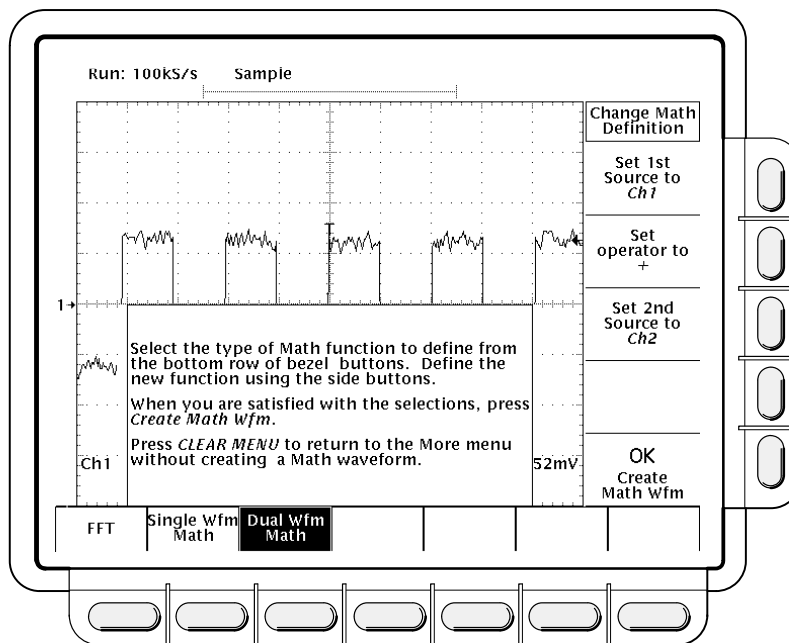 Run: 100kS/s Sample
Change Math
Definition
Set 1st
Source to
Ch1
Set
operator to
+
Set 2nd
Source to
Ch2
OK
Create
Math Wfm
T
1
Select the type of Math function to define from
the bottom row of bezel buttons. Define the
new function using the side buttons.
When you are satisfied with the selections, press
Create Math Wfm.
Press CLEAR MENU to return to the More menu
without creating a Math waveform.
Ch1
52mV
FFT
Single Wfm
Math
Dual Wfm
Math